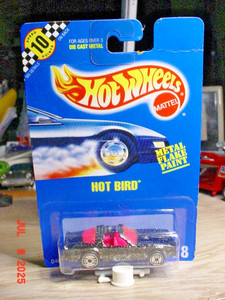 10
FOR AGES OVER 3
DIE CAST METAL
Hot Wheels
MATTEL
METAL
FLAKE
PAINT
HOT BIRD
8
JUL 8 2025